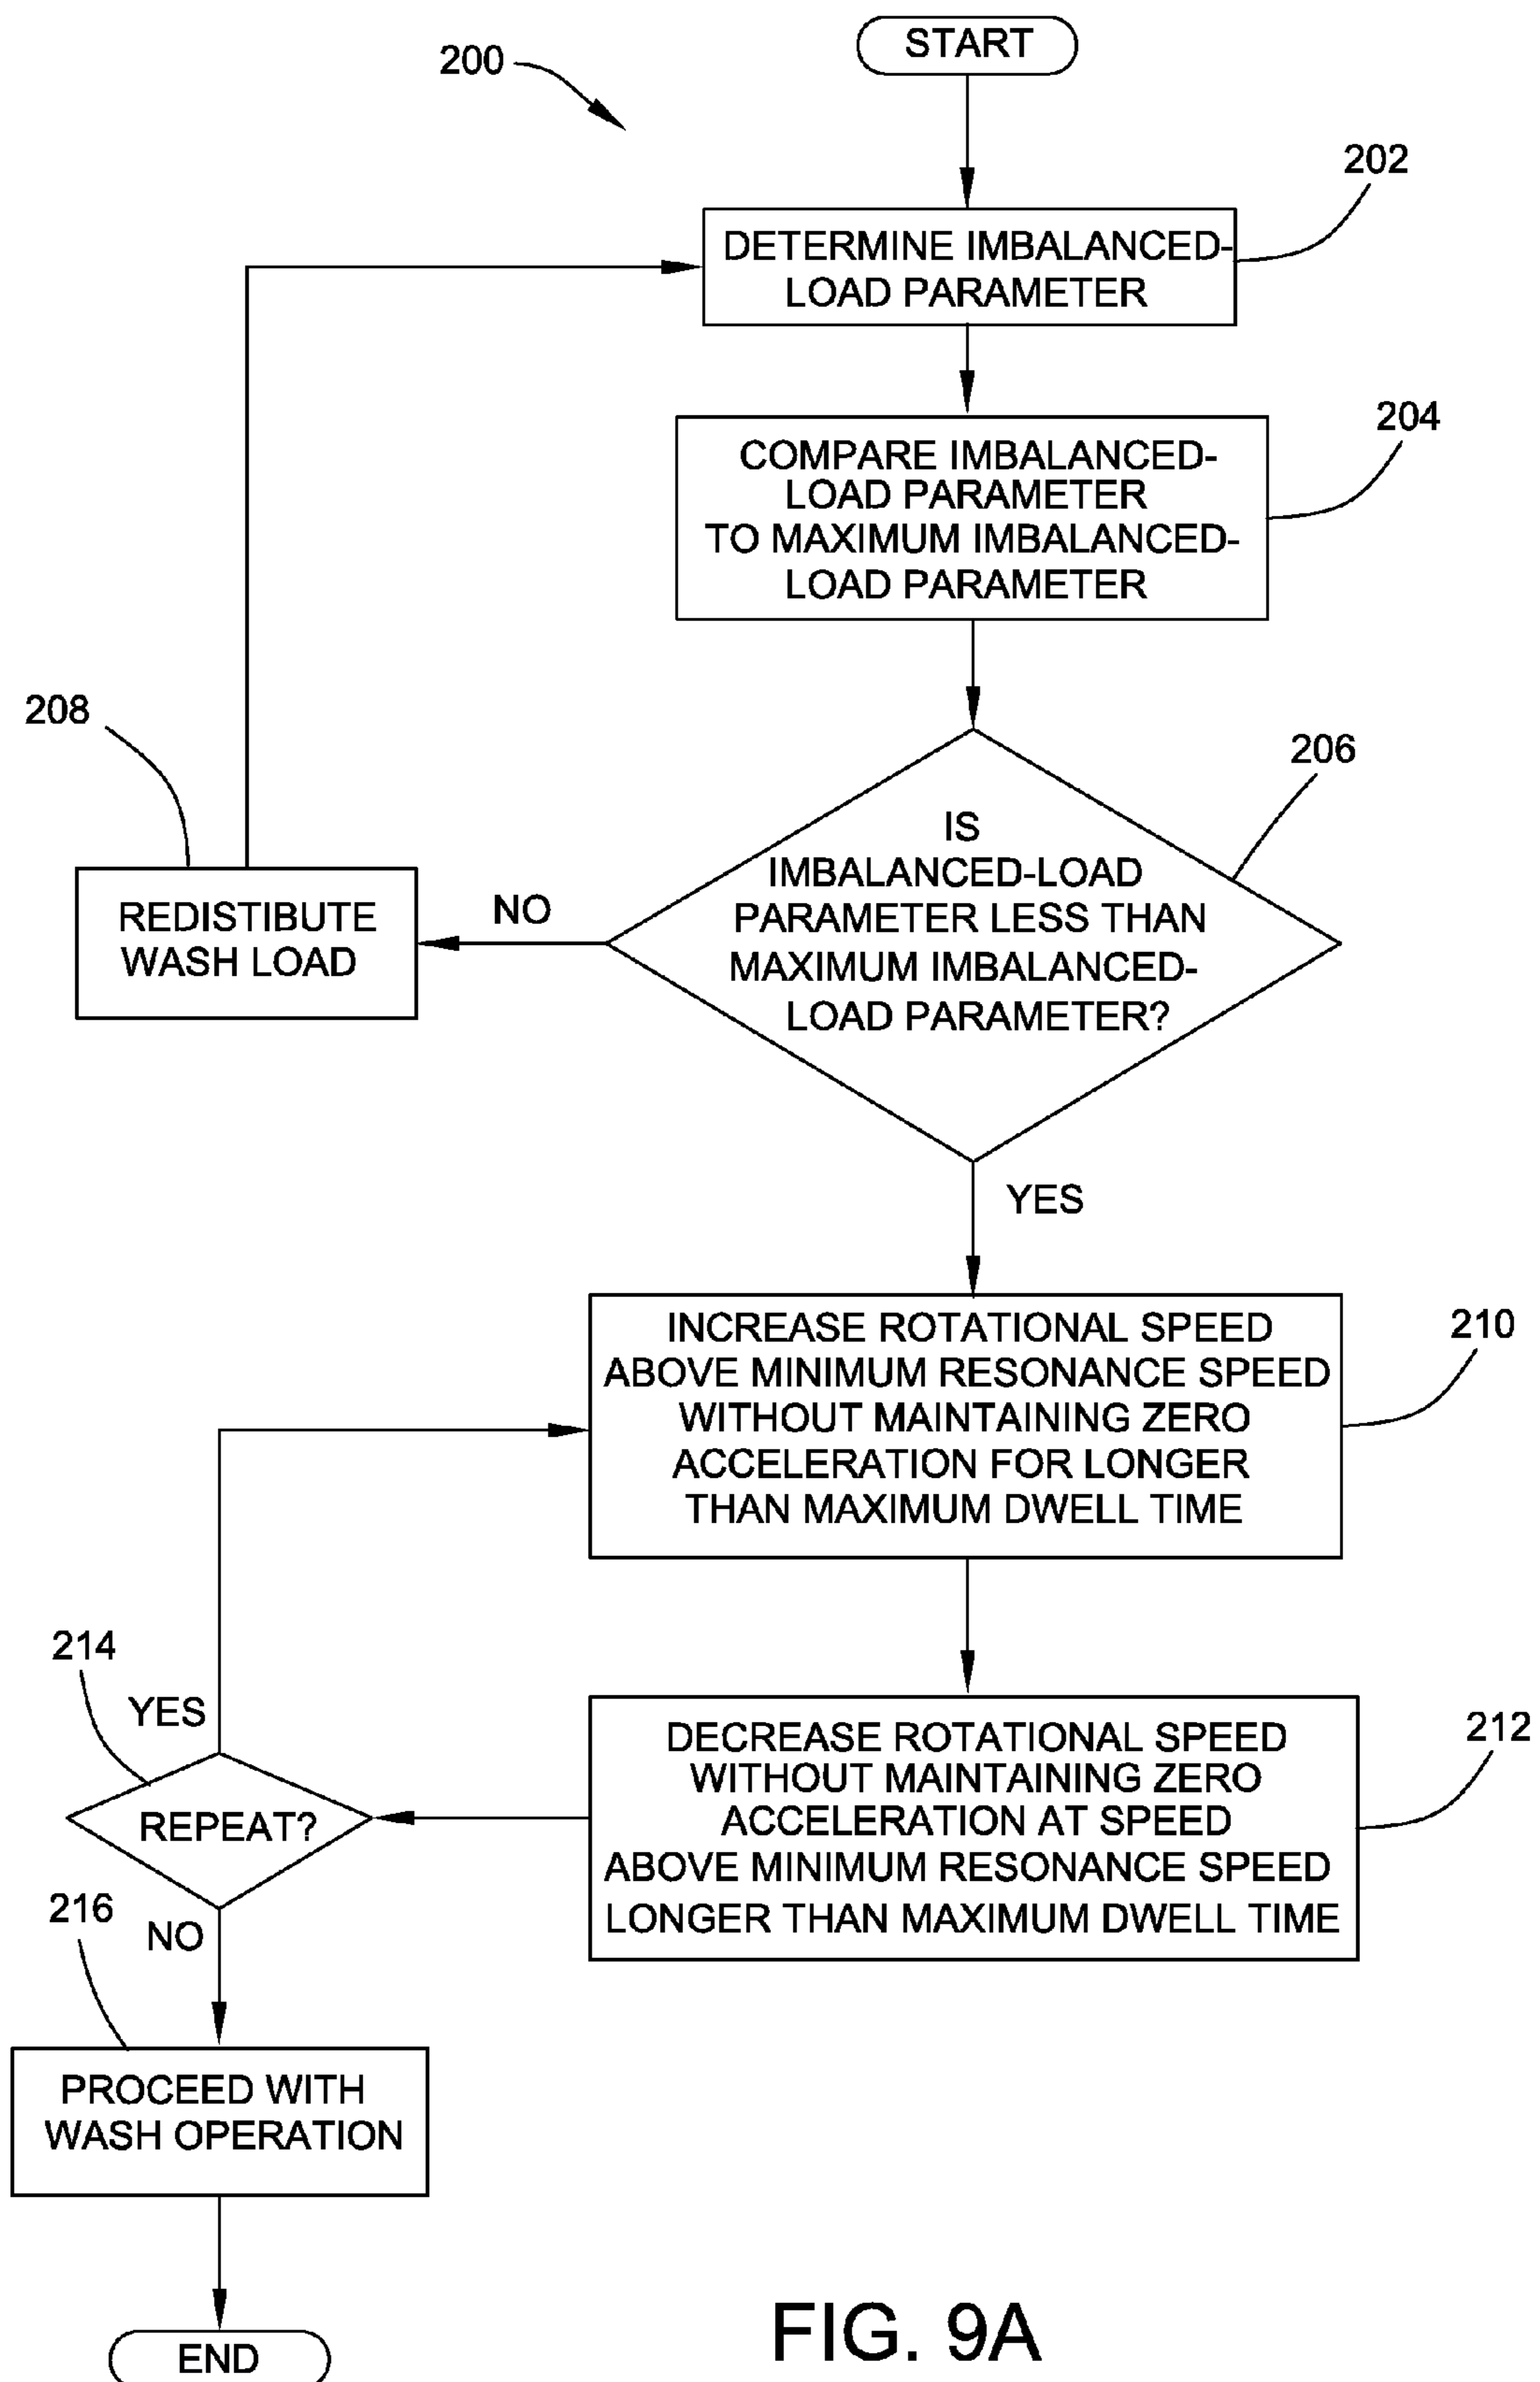 START
200
202
DETERMINE IMBALANCED-
LOAD PARAMETER
204
COMPARE IMBALANCED-
LOAD PARAMETER
TO MAXIMUM IMBALANCED-
LOAD PARAMETER
206
IS
IMBALANCED-LOAD
PARAMETER LESS THAN
MAXIMUM IMBALANCED-
LOAD PARAMETER?
NO
208
REDISTIBUTE
WASH LOAD
YES
210
INCREASE ROTATIONAL SPEED
ABOVE MINIMUM RESONANCE SPEED
WITHOUT MAINTAINING ZERO
ACCELERATION FOR LONGER
THAN MAXIMUM DWELL TIME
212
DECREASE ROTATIONAL SPEED
WITHOUT MAINTAINING ZERO
ACCELERATION AT SPEED
ABOVE MINIMUM RESONANCE SPEED
LONGER THAN MAXIMUM DWELL TIME
214
YES
REPEAT?
216
NO
PROCEED WITH
WASH OPERATION
END
FIG. 9A